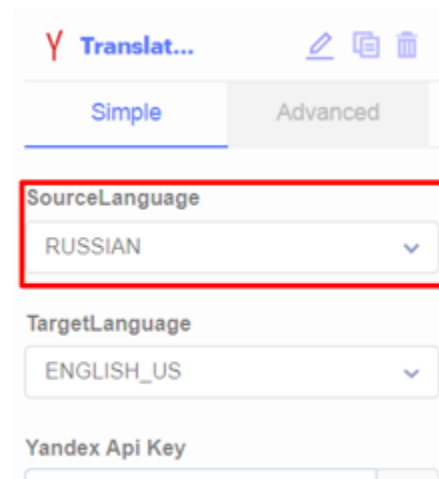 Translat...
Simple Advanced
SourceLanguage
RUSSIAN
TargetLanguage
ENGLISH_US
Yandex Api Key